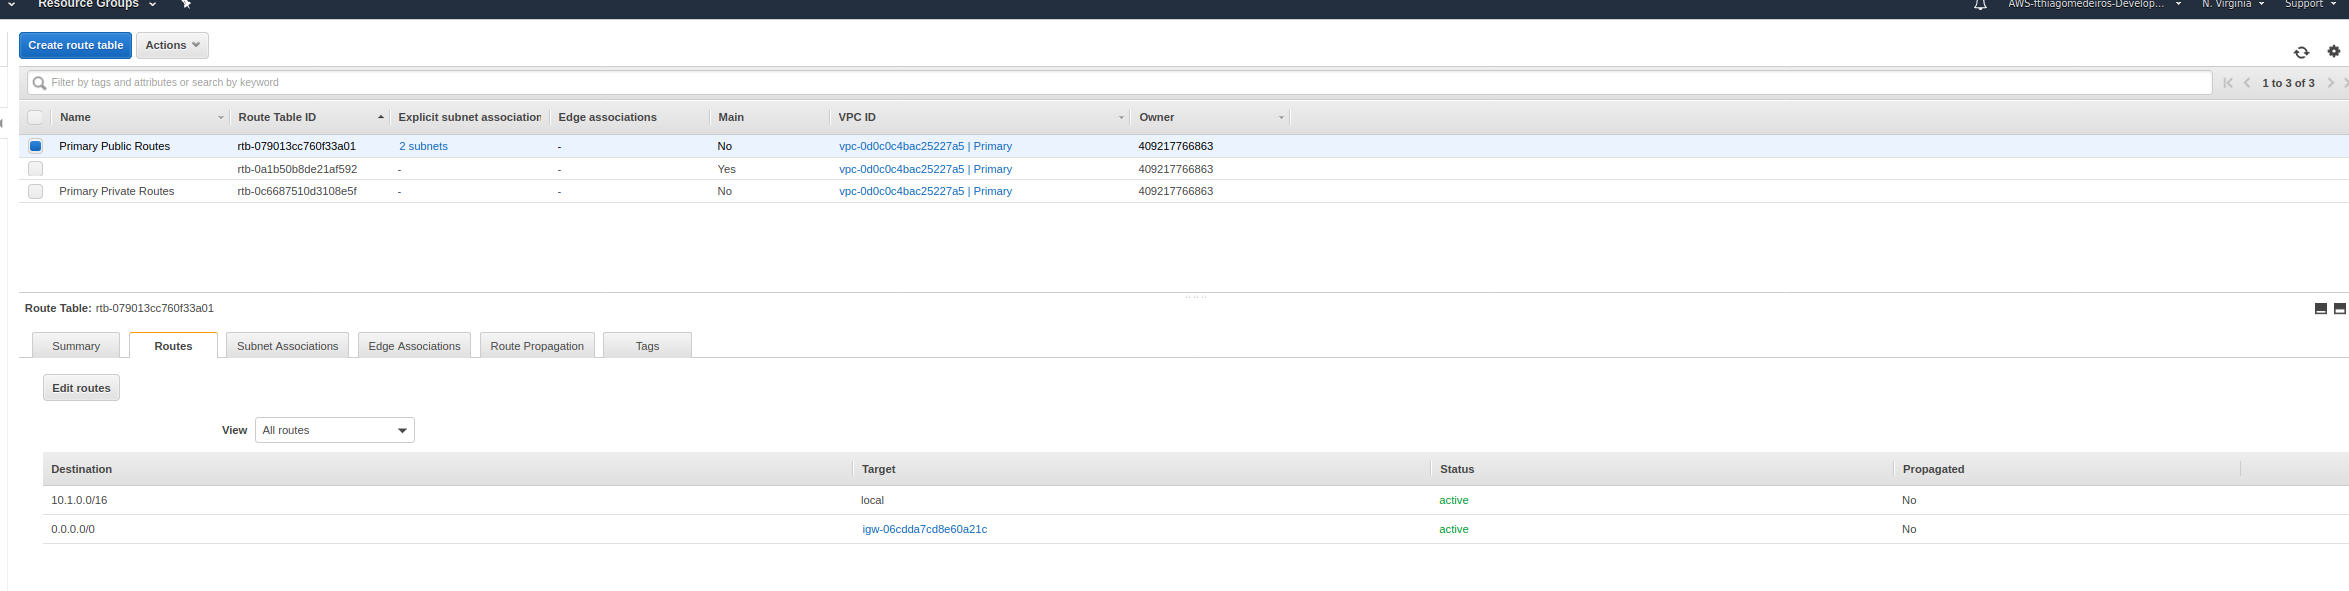 Resource Groups AWS-fthiagomedeiros-Develop... N. Virginia Support
Create route table Actions
Filter by tags and attributes or search by keyword 1 to 3 of 3
Name Route Table ID Explicit subnet association Edge associations Main VPC ID Owner
Primary Public Routes rtb-079013cc760f33a01 2 subnets - No vpc-0d0c0c4bac25227a5 | Primary 409217766863
rtb-0a1b50b8de21af592 - - Yes vpc-0d0c0c4bac25227a5 | Primary 409217766863
Primary Private Routes rtb-0c6687510d3108e5f - - No vpc-0d0c0c4bac25227a5 | Primary 409217766863
Route Table: rtb-079013cc760f33a01
Summary Routes Subnet Associations Edge Associations Route Propagation Tags
Edit routes
View All routes
Destination Target Status Propagated
10.1.0.0/16 local active No
0.0.0.0/0 igw-06cdda7cd8e60a21c active No